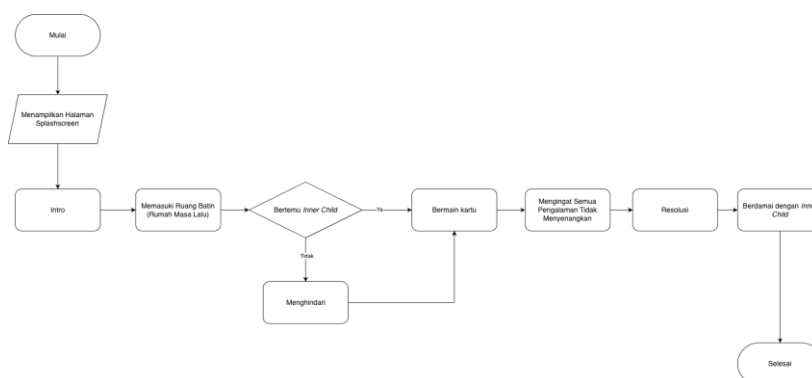 Mulai
Menampilkan Halaman
Splashscreen
Intro
Memasuki Ruang Batin
(Rumah Masa Lalu)
Bertemu Inner Child
Ya
Tidak
Menghindari
Bermain kartu
Mengingat Semua
Pengalaman Tidak
Menyenangkan
Resolusi
Berdamai dengan
Child
Selesai